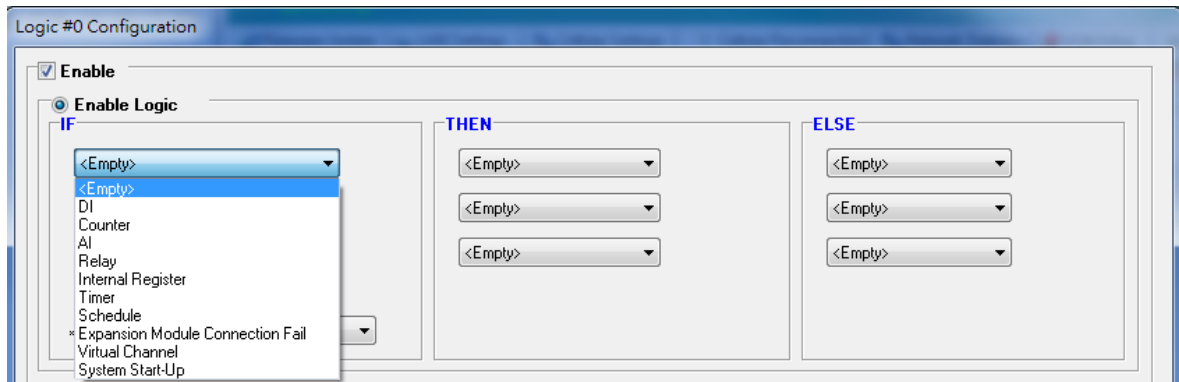 Logic #0 Configuration
Enable
Enable Logic
IF
<Empty>
<Empty>
DI
Counter
AI
Relay
Internal Register
Timer
Schedule
*
Expansion Module Connection Fail
Virtual Channel
System Start-Up
THEN
<Empty>
<Empty>
<Empty>
ELSE
<Empty>
<Empty>
<Empty>